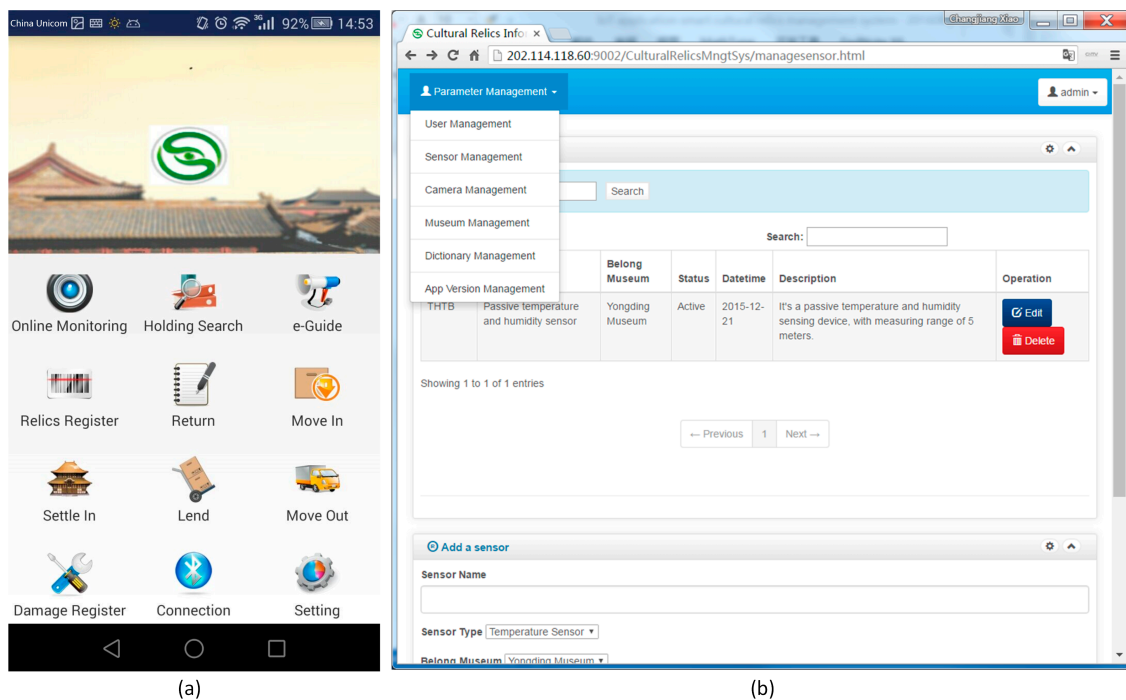 China Unicom 3G 92% 14:53
Online Monitoring Holding Search e-Guide
Relics Register Return Move In
Settle In Lend Move Out
Damage Register Connection Setting
(a)
Changjiang Xiao
Cultural Relics Infor ×
202.114.118.60:9002/CulturalRelicsMngtSys/managesensor.html
Parameter Management
admin
User Management
Sensor Management
Camera Management
Museum Management
Dictionary Management
App Version Management
Search
Search:
Belong
Museum Status Datetime Description Operation
THTB Passive temperature Yongding Active 2015-12- It's a passive temperature and humidity Edit
and humidity sensor Museum 21 sensing device, with measuring range of 5
meters. Delete
Showing 1 to 1 of 1 entries
← Previous 1 Next →
Add a sensor
Sensor Name
Sensor Type Temperature Sensor
Belong Museum Yongding Museum
(b)